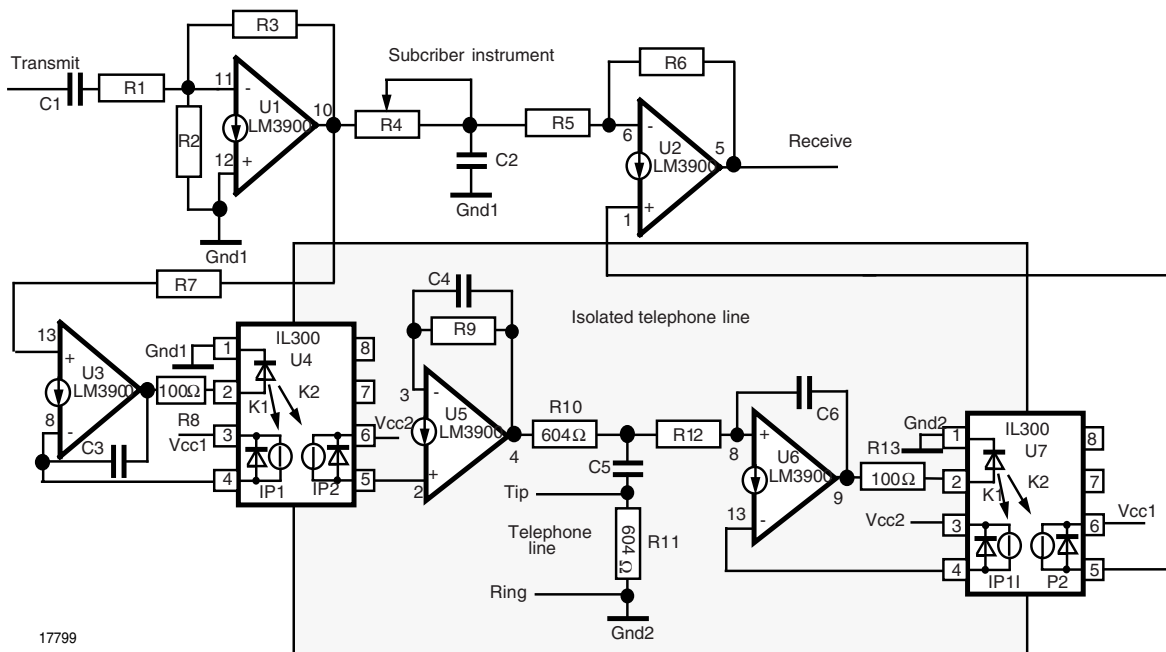 R3
Transmit
Subcriber instrument
C1
R1
11
-
U1
LM3900
10
R2
12
+
R4
R5
R6
6
-
U2
LM3900
5
Receive
C2
Gnd1
1
+
Gnd1
R7
C4
R9
Isolated telephone line
13
+
U3
LM3900
8
-
C3
Gnd1
100Ω
R8
Vcc1
IL300
U4
1
2
3
4
8
7
6
5
K1
K2
IP1
IP2
Vcc2
3
-
U5
LM3900
2
+
4
R10
604 Ω
R12
C5
Tip
Telephone
line
604 Ω
R11
Ring
Gnd2
C6
+
8
U6
LM3900
13
-
9
R13
100Ω
Gnd2
Vcc2
IL300
U7
1
2
3
4
8
7
6
5
K1
K2
IP1I
P2
Vcc1
17799